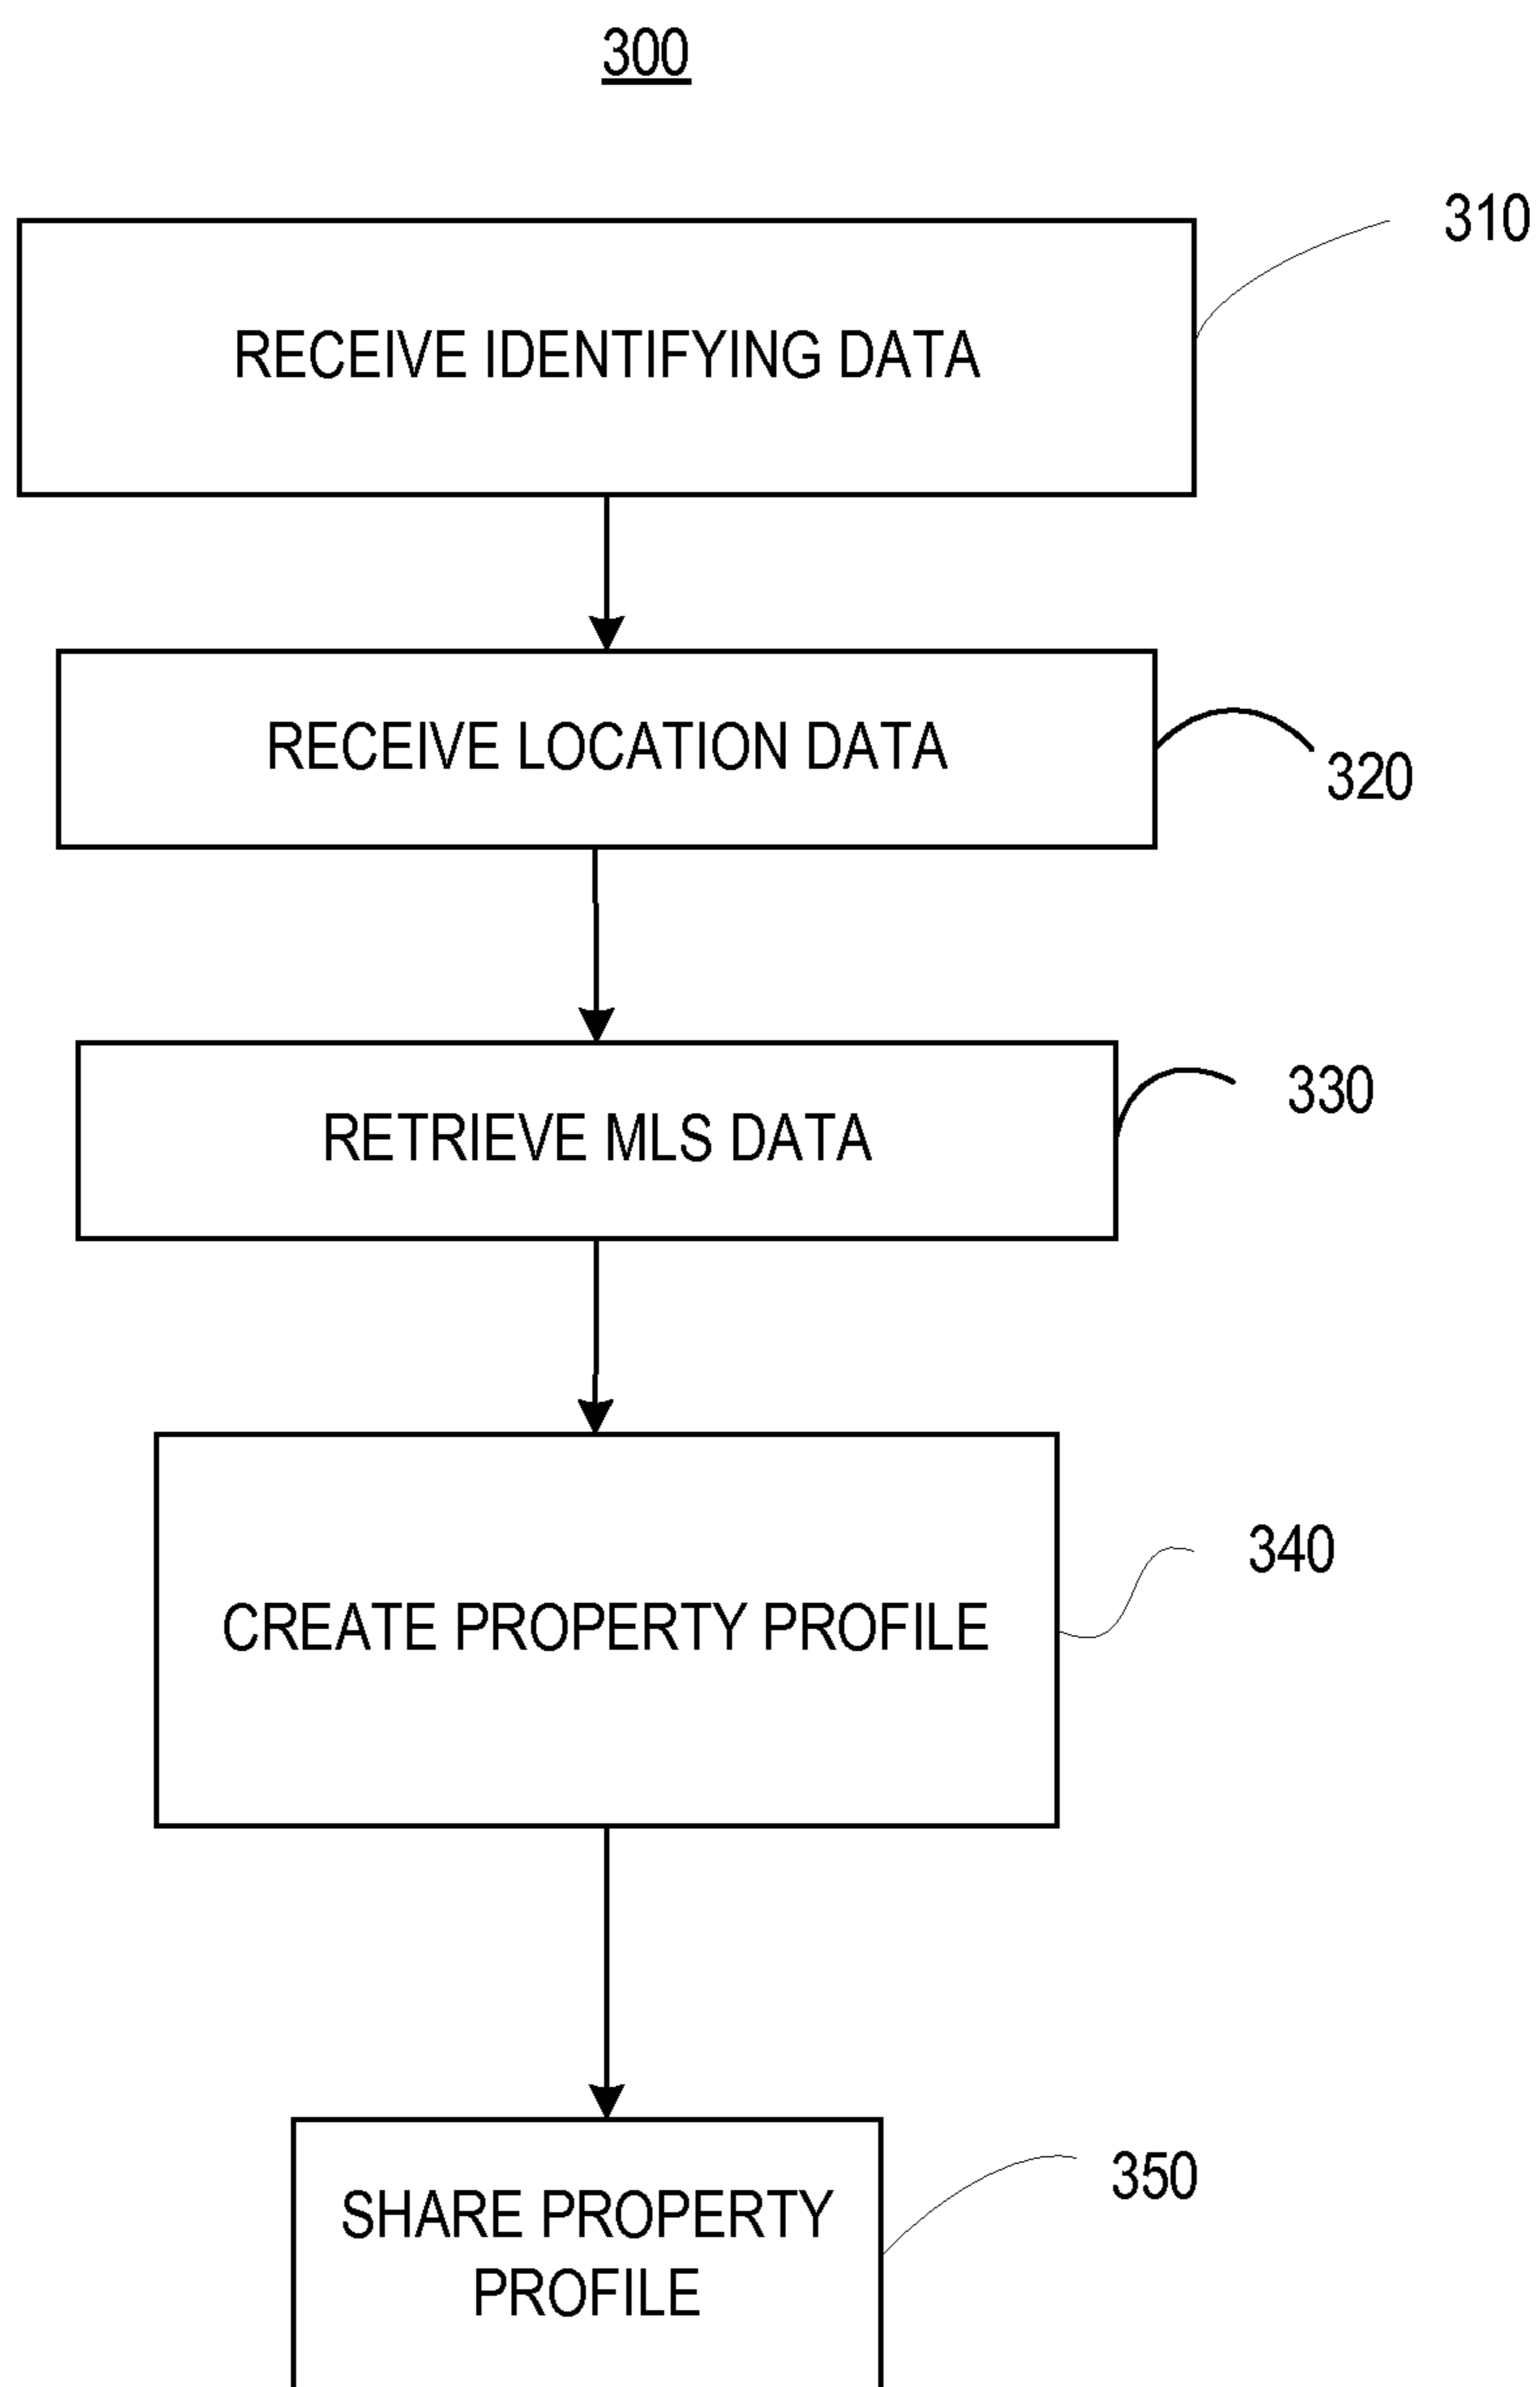 300
310
RECEIVE IDENTIFYING DATA
RECEIVE LOCATION DATA
320
330
RETRIEVE MLS DATA
340
CREATE PROPERTY PROFILE
350
SHARE PROPERTY
PROFILE